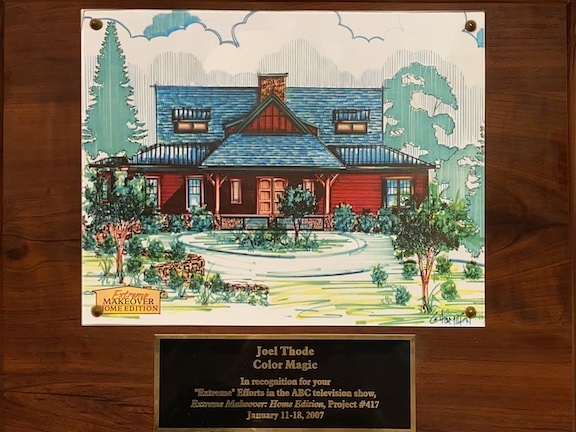 Extreme
MAKEOVER
HOME EDITION
Joel Thode
Color Magic
In recognition for your
"Extreme" Efforts in the ABC television show,
Extreme Makeover: Home Edition, Project #417
January 11-18, 2007